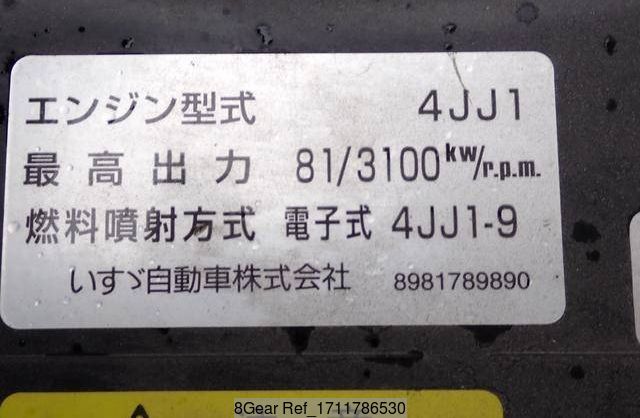 エンジン型式 4JJ1
最高出力 81/3100kw/r.p.m.
燃料噴射方式 電子式 4JJ1-9
いすゞ自動車株式会社 8981789890
8Gear Ref_1711786530